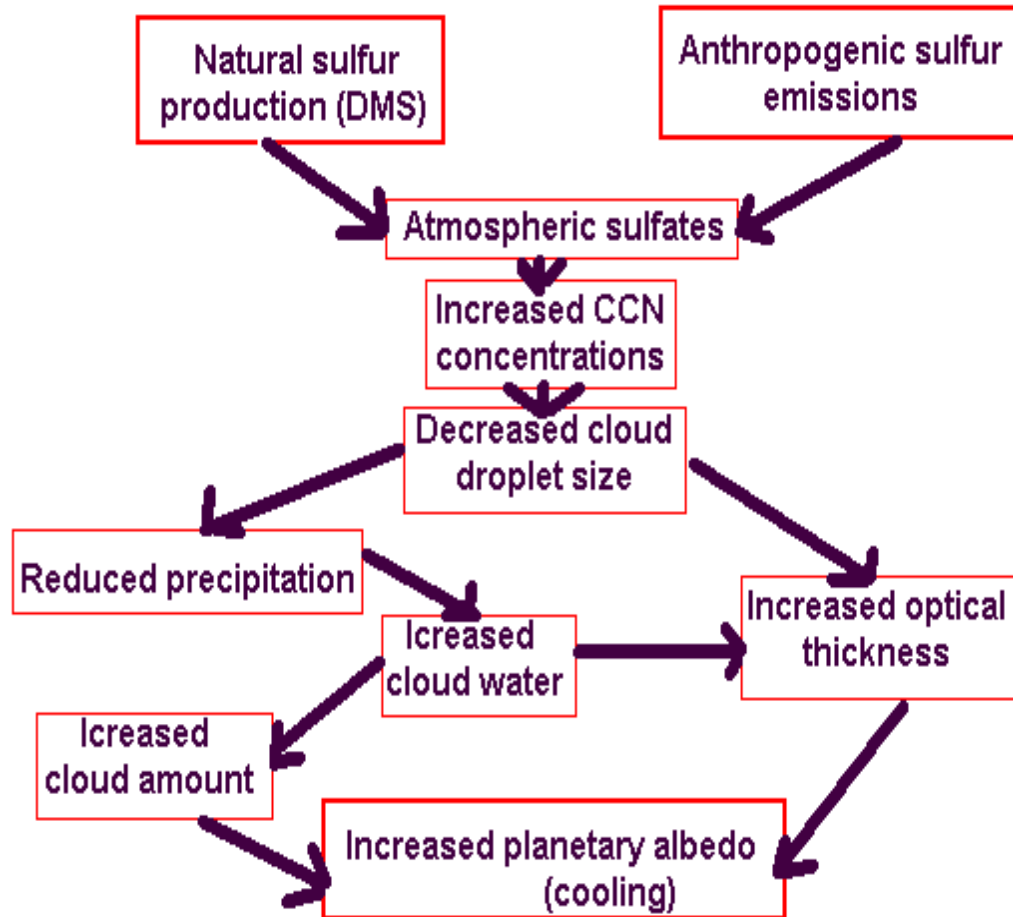 Natural sulfur
production (DMS)
Anthropogenic sulfur
emissions
Atmospheric sulfates
Increased CCN
concentrations
Decreased cloud
droplet size
Reduced precipitation
Icreased
cloud water
Increased optical
thickness
Icreased
cloud amount
Increased planetary albedo
(cooling)